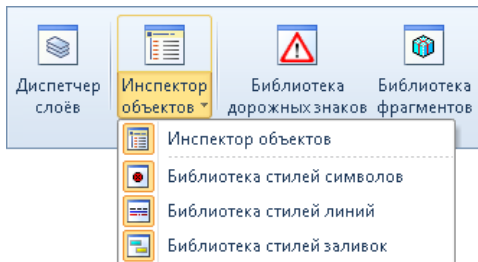 Диспетчер
слоёв
Инспектор
объектов
Библиотека
дорожных знаков
Библиотека
фрагментов
Инспектор объектов
Библиотека стилей символов
Библиотека стилей линий
Библиотека стилей заливок